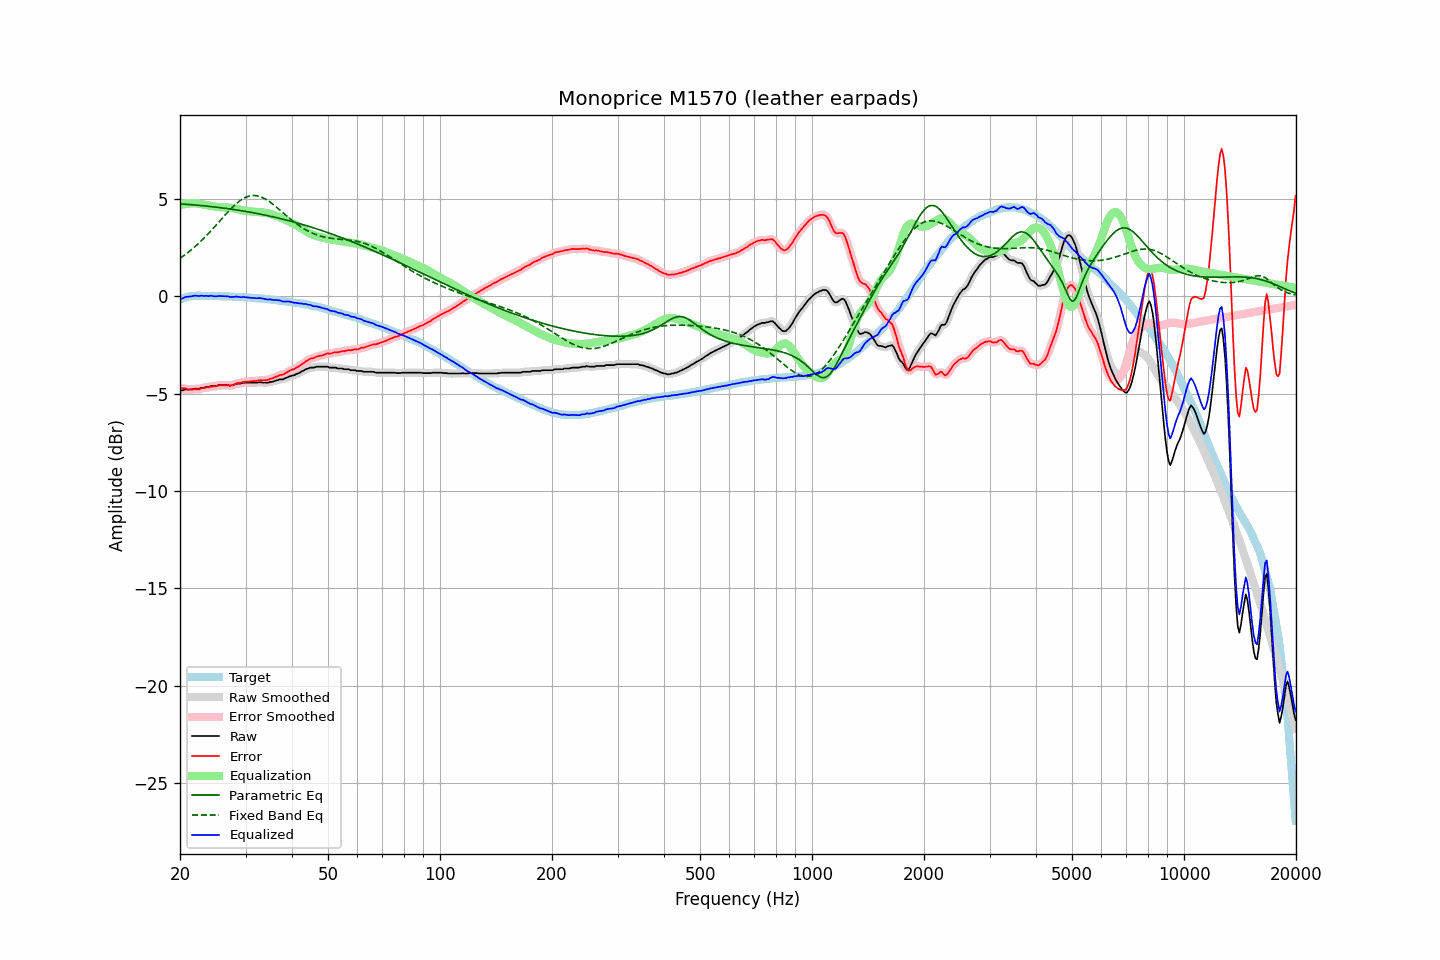 Monoprice M1570 (leather earpads)
Amplitude (dBr)
5
0
−5
−10
−15
−20
−25
Target
Raw Smoothed
Error Smoothed
Raw
Error
Equalization
Parametric Eq
Fixed Band Eq
Equalized
20 50 100 200 500 1000 2000 5000 10000 20000
Frequency (Hz)